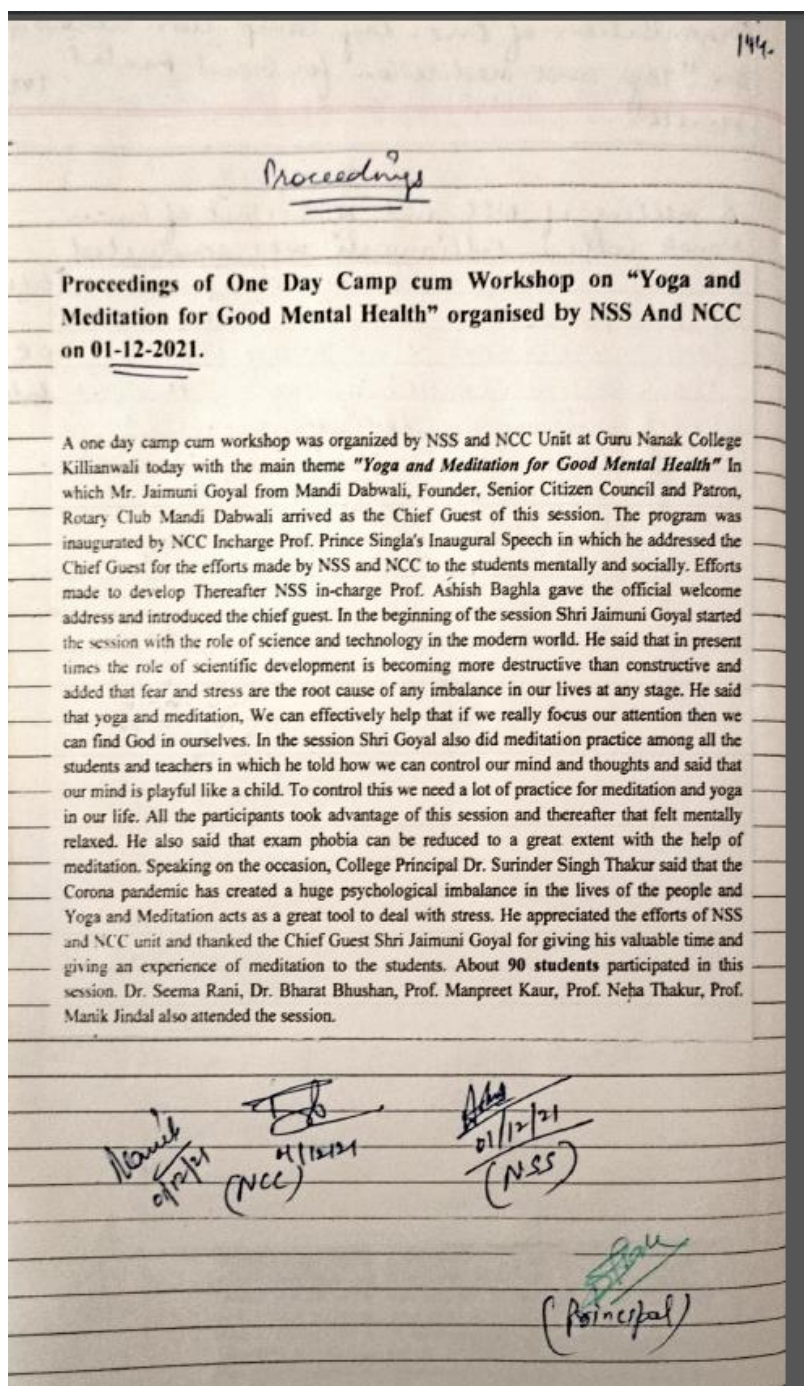 144.
Proceedings
Proceedings of One Day Camp cum Workshop on “Yoga and
Meditation for Good Mental Health” organised by NSS And NCC
on 01-12-2021.
A one day camp cum workshop was organized by NSS and NCC Unit at Guru Nanak College
Killianwali today with the main theme "Yoga and Meditation for Good Mental Health" In
which Mr. Jaimuni Goyal from Mandi Dabwali, Founder, Senior Citizen Council and Patron,
Rotary Club Mandi Dabwali arrived as the Chief Guest of this session. The program was
inaugurated by NCC Incharge Prof. Prince Singla's Inaugural Speech in which he addressed the
Chief Guest for the efforts made by NSS and NCC to the students mentally and socially. Efforts
made to develop Thereafter NSS in-charge Prof. Ashish Baghla gave the official welcome
address and introduced the chief guest. In the beginning of the session Shri Jaimuni Goyal started
the session with the role of science and technology in the modern world. He said that in present
times the role of scientific development is becoming more destructive than constructive and
added that fear and stress are the root cause of any imbalance in our lives at any stage. He said
that yoga and meditation, We can effectively help that if we really focus our attention then we
can find God in ourselves. In the session Shri Goyal also did meditation practice among all the
students and teachers in which he told how we can control our mind and thoughts and said that
our mind is playful like a child. To control this we need a lot of practice for meditation and yoga
in our life. All the participants took advantage of this session and thereafter that felt mentally
relaxed. He also said that exam phobia can be reduced to a great extent with the help of
meditation. Speaking on the occasion, College Principal Dr. Surinder Singh Thakur said that the
Corona pandemic has created a huge psychological imbalance in the lives of the people and
Yoga and Meditation acts as a great tool to deal with stress. He appreciated the efforts of NSS
and NCC unit and thanked the Chief Guest Shri Jaimuni Goyal for giving his valuable time and
giving an experience of meditation to the students. About 90 students participated in this
session. Dr. Seema Rani, Dr. Bharat Bhushan, Prof. Manpreet Kaur, Prof. Neha Thakur, Prof.
Manik Jindal also attended the session.
Manik
01/12/21
01/12/21
(NCC)
01/12/21
(NSS)
(Principal)